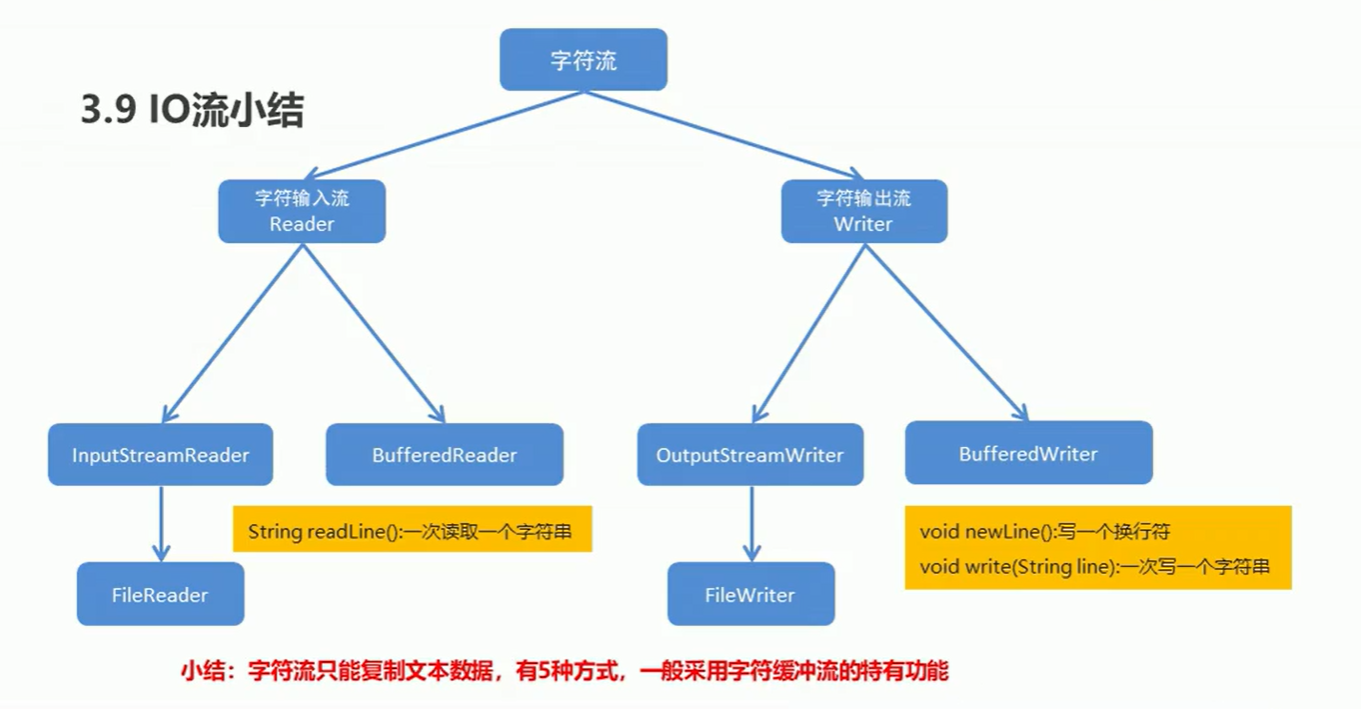 字符流
3.9 IO流小结
字符输入流
Reader
字符输出流
Writer
InputStreamReader
BufferedReader
OutputStreamWriter
BufferedWriter
String readLine():一次读取一个字符串
void newLine():写一个换行符
void write(String line):一次写一个字符串
FileReader
FileWriter
小结：字符流只能复制文本数据，有5种方式，一般采用字符缓冲流的特有功能